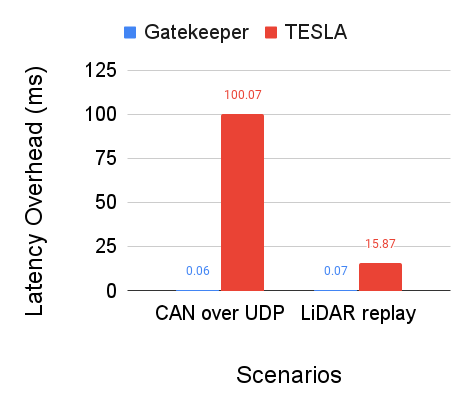 Gatekeeper TESLA
Latency Overhead (ms)
125
100
75
50
25
0
100.07
0.06
15.87
0.07
CAN over UDP LiDAR replay
Scenarios